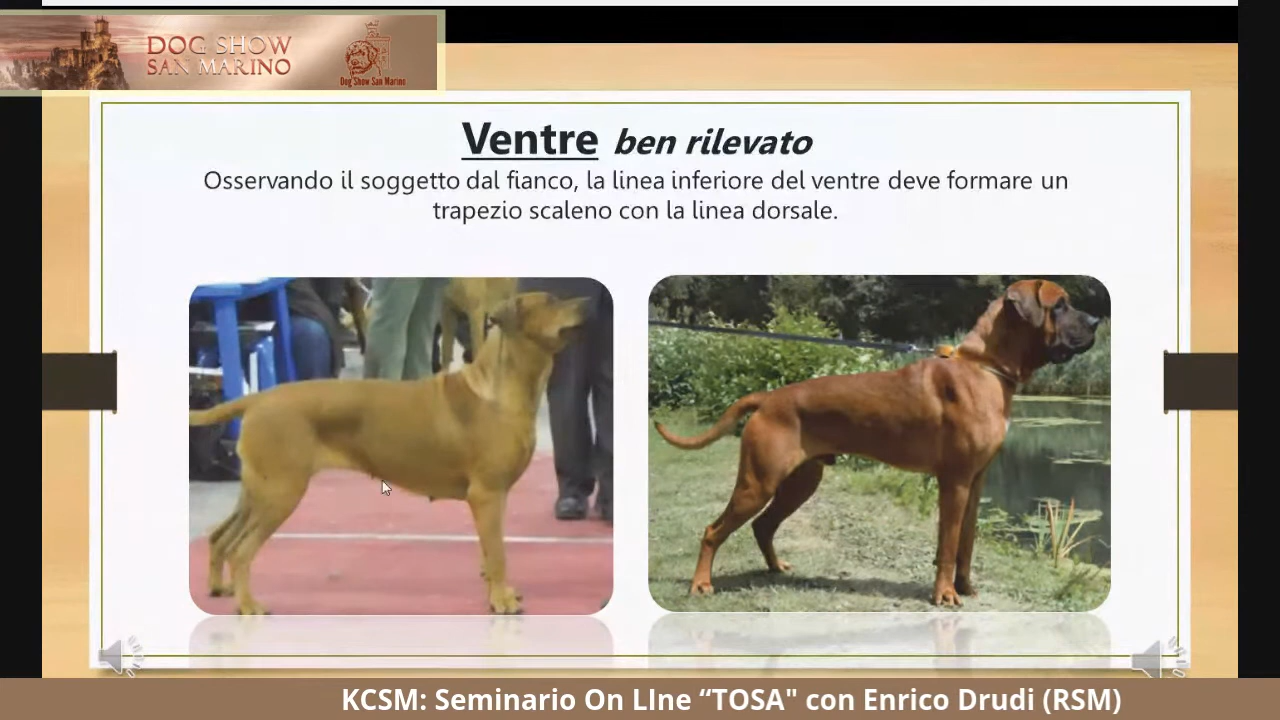 DOG SHOW
SAN MARINO
Dog Show San Marino
Ventre ben rilevato
Osservando il soggetto dal fianco, la linea inferiore del ventre deve formare un
trapezio scaleno con la linea dorsale.
KCSM: Seminario On LIne “TOSA" con Enrico Drudi (RSM)